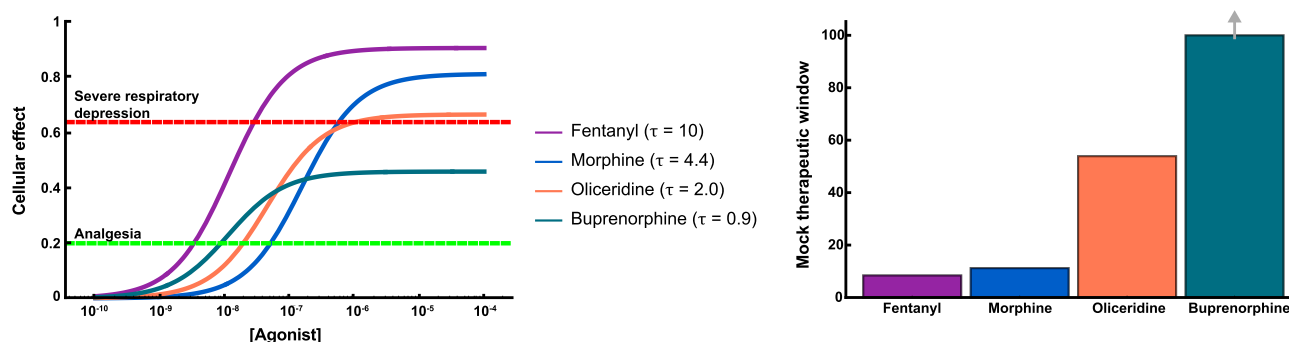 Cellular effect
1
0.8
0.6
0.4
0.2
0
Severe respiratory
depression
Analgesia
10⁻¹⁰ 10⁻⁹ 10⁻⁸ 10⁻⁷ 10⁻⁶ 10⁻⁵ 10⁻⁴
[Agonist]
Fentanyl (τ = 10)
Morphine (τ = 4.4)
Oliceridine (τ = 2.0)
Buprenorphine (τ = 0.9)
Mock therapeutic window
100
80
60
40
20
0
Fentanyl Morphine Oliceridine Buprenorphine